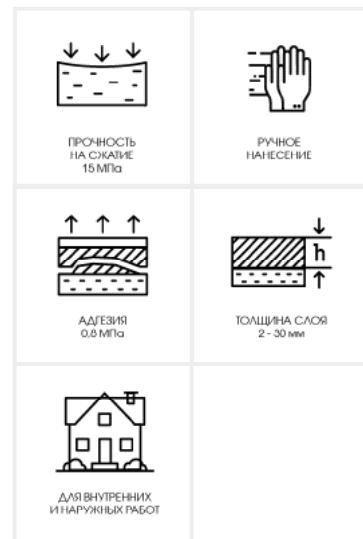 ПРОЧНОСТЬ
НА СЖАТИЕ
15 МПа
РУЧНОЕ
НАНЕСЕНИЕ
h
АДГЕЗИЯ
0,8 МПа
ТОЛЩИНА СЛОЯ
2 - 30 мм
ДЛЯ ВНУТРЕННИХ
И НАРУЖНЫХ РАБОТ